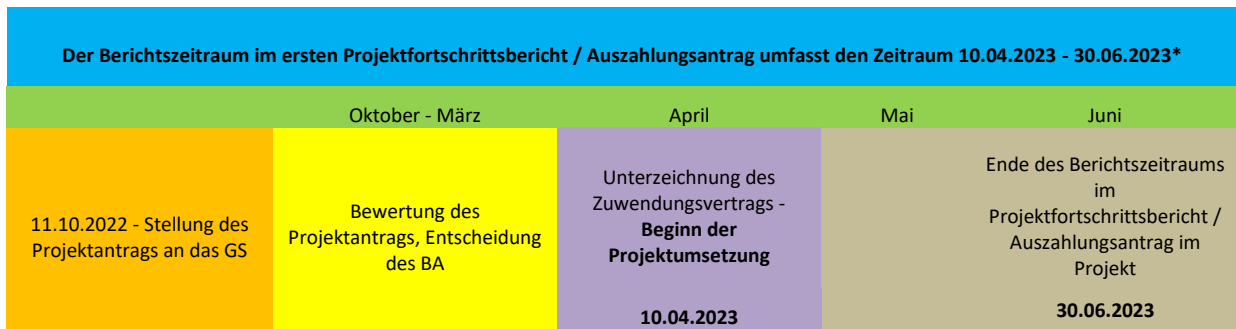 Der Berichtszeitraum im ersten Projektfortschrittsbericht / Auszahlungsantrag umfasst den Zeitraum 10.04.2023 - 30.06.2023*
Oktober - März
April
Mai
Juni
11.10.2022 - Stellung des
Projektantrags an das GS
Bewertung des
Projektantrags, Entscheidung
des BA
Unterzeichnung des
Zuwendungsvertrags -
Beginn der
Projektumsetzung
10.04.2023
Ende des Berichtszeitraums
im
Projektfortschrittsbericht /
Auszahlungsantrag im
Projekt
30.06.2023